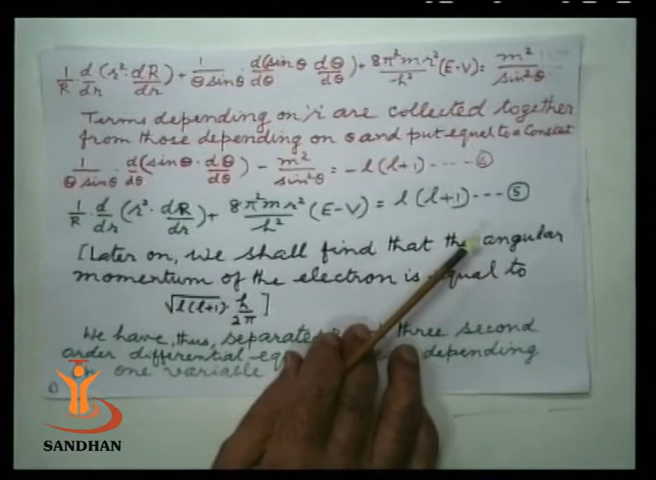 1/R · d/dr (r² · dR/dr) + 1/Θ sinθ · d/dθ (sinθ dΘ/dθ) + 8π²mr²/h² (E-V) = m²/sin²θ
Terms depending on 'r' are collected together
from those depending on θ and put equal to a Constant
1/Θ sinθ · d/dθ (sinθ · dΘ/dθ) - m²/sin²θ = -l(l+1) ----
1/R · d/dr (r² · dR/dr) + 8π²mr²/h² (E-V) = l(l+1) --- ⑤
[Later on, we shall find that the angular
momentum of the electron is equal to
√l(l+1) · h/2π ]
We have, thus, three second
order differential depending
on one variable
SANDHAN